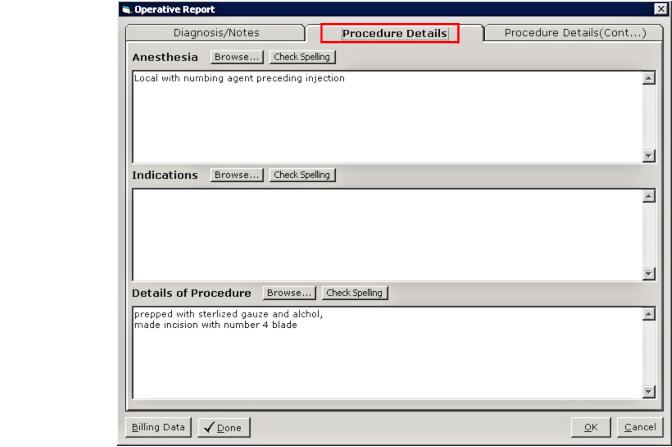 Operative Report
Diagnosis/Notes Procedure Details Procedure Details(Cont...)
Anesthesia Browse... Check Spelling
Local with numbing agent preceding injection
Indications Browse... Check Spelling
Details of Procedure Browse... Check Spelling
prepped with sterlized gauze and alchol,
made incision with number 4 blade
Billing Data Done OK Cancel